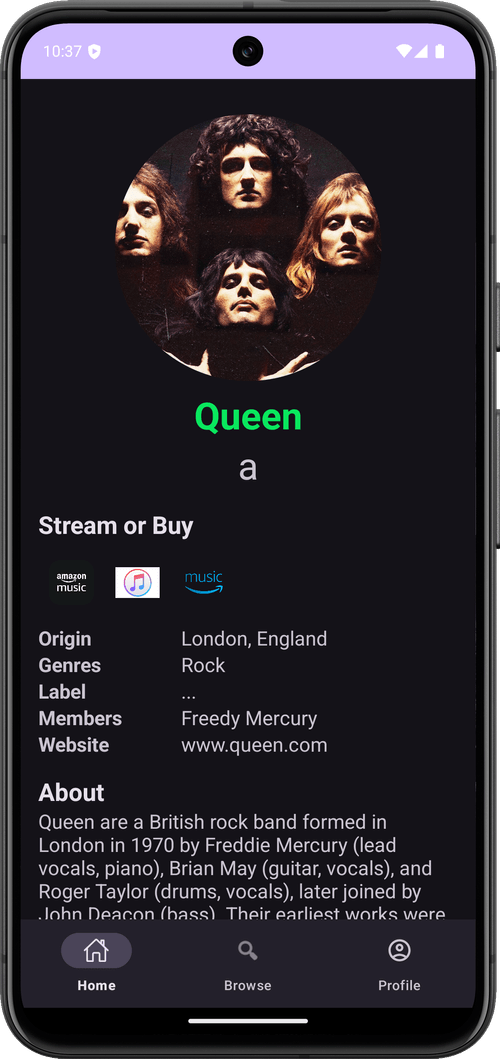 10:37
Queen
a
Stream or Buy
amazon music music
Origin London, England
Genres Rock
Label ...
Members Freedy Mercury
Website www.queen.com
About
Queen are a British rock band formed in
London in 1970 by Freddie Mercury (lead
vocals, piano), Brian May (guitar, vocals), and
Roger Taylor (drums, vocals), later joined by
John Deacon (bass). Their earliest works were
Home Browse Profile